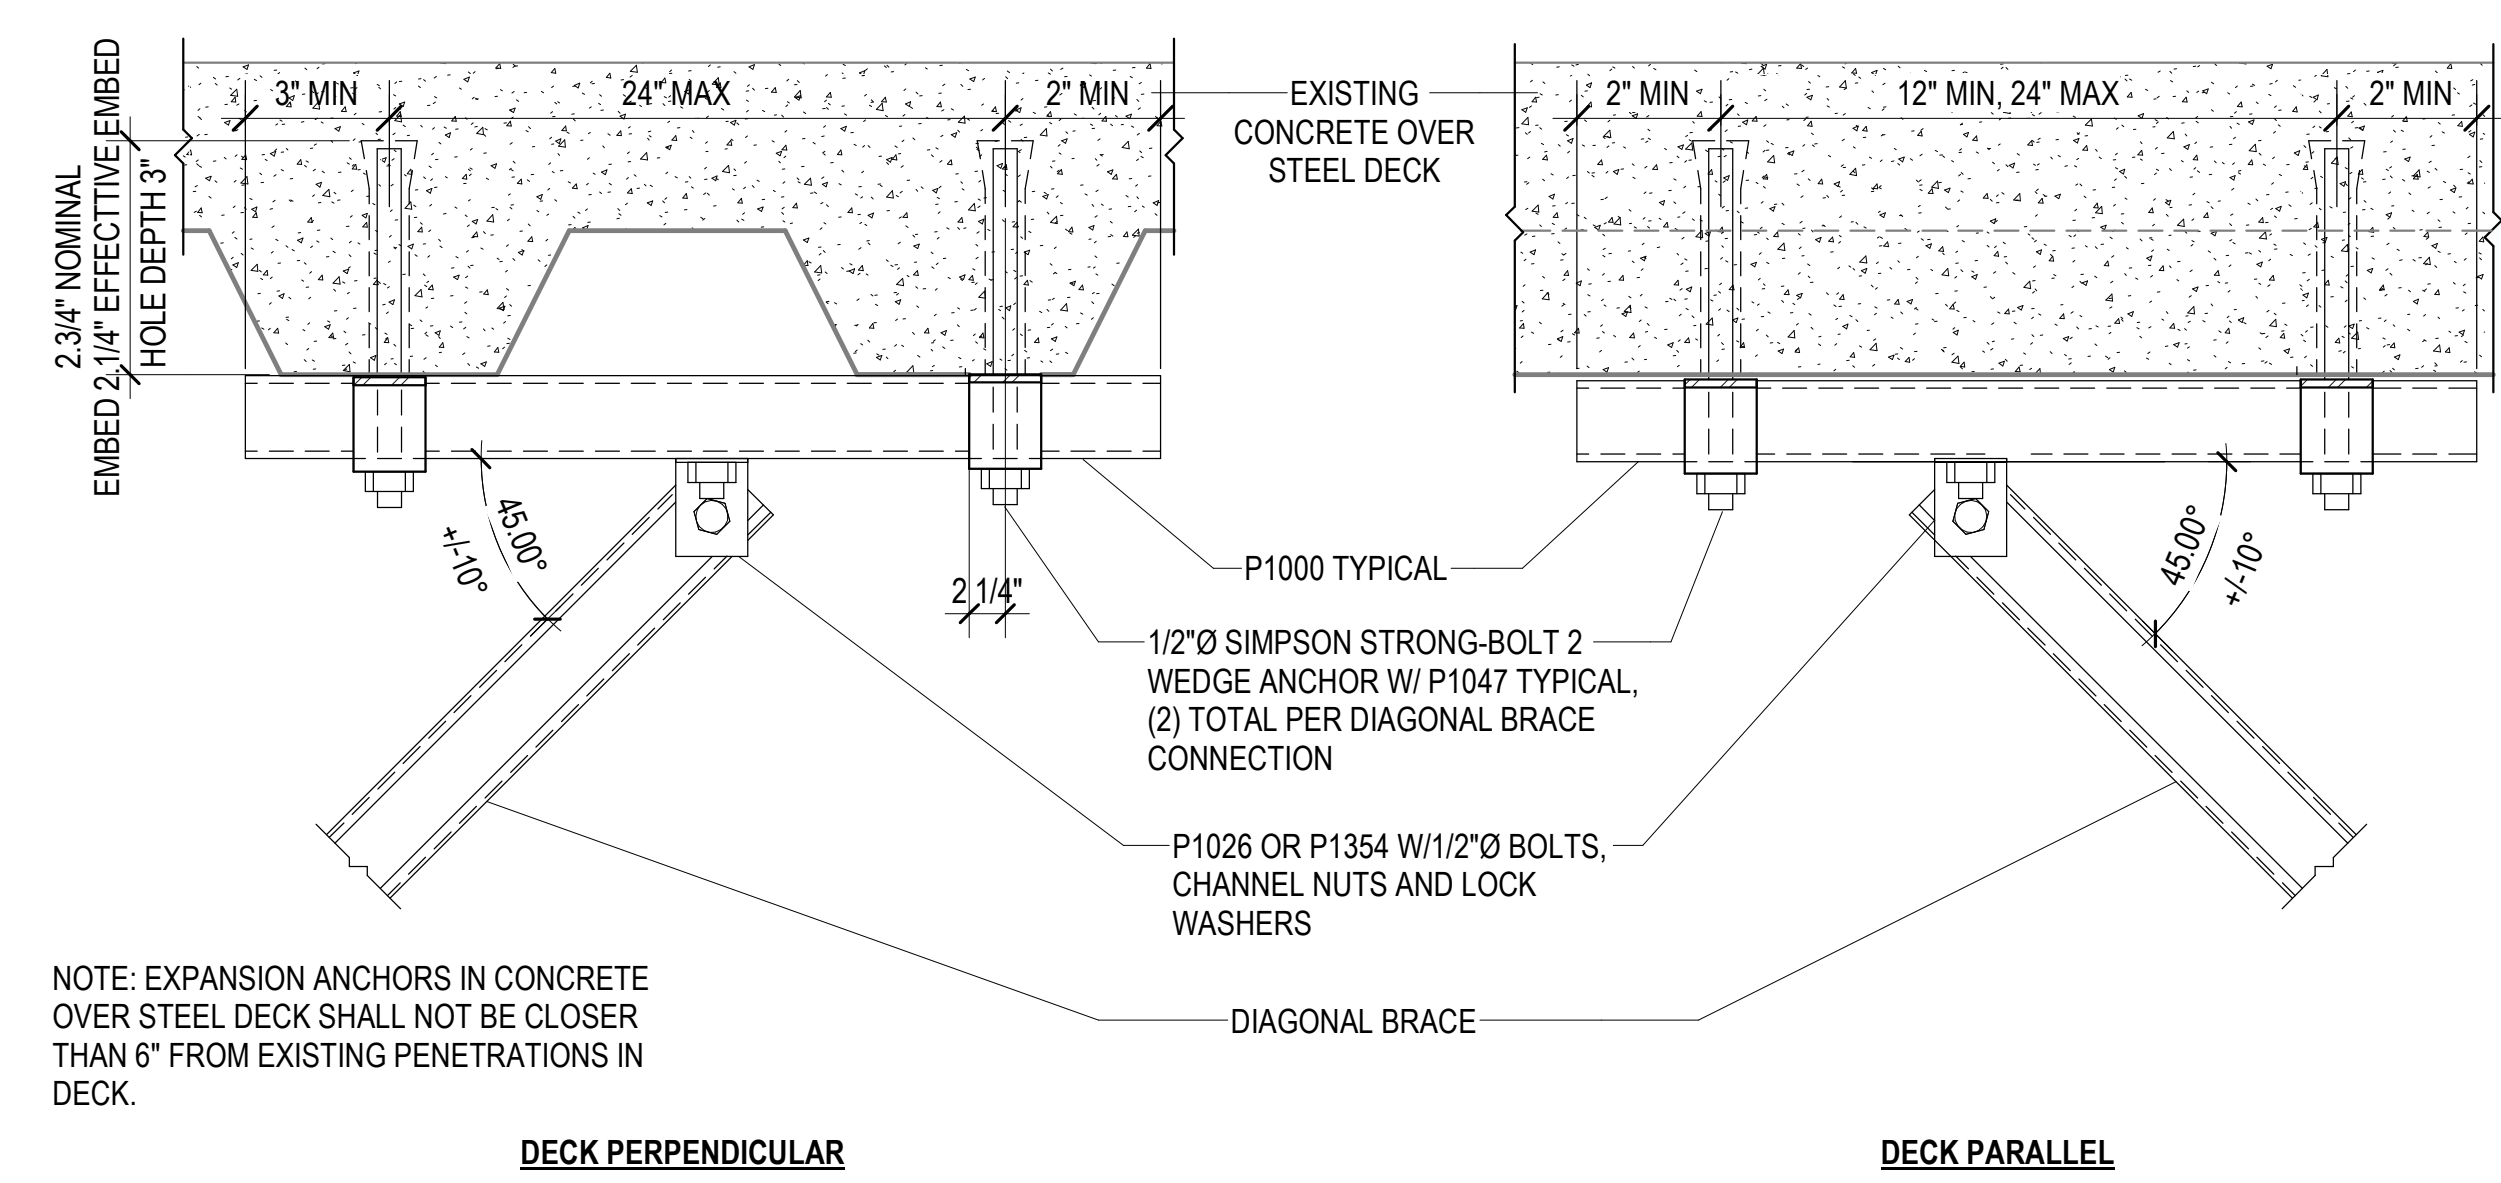 3" MIN
24" MAX
2" MIN
EXISTING
CONCRETE OVER
STEEL DECK
2" MIN
12" MIN, 24" MAX
2" MIN
2.3/4" NOMINAL
EMBED 2.1/4" EFFECTTIVE EMBED
HOLE DEPTH 3"
45.00°
+/-10°
2 1/4"
P1000 TYPICAL
45.00°
+/-10°
1/2"Ø SIMPSON STRONG-BOLT 2
WEDGE ANCHOR W/ P1047 TYPICAL,
(2) TOTAL PER DIAGONAL BRACE
CONNECTION
P1026 OR P1354 W/1/2"Ø BOLTS,
CHANNEL NUTS AND LOCK
WASHERS
NOTE: EXPANSION ANCHORS IN CONCRETE
OVER STEEL DECK SHALL NOT BE CLOSER
THAN 6" FROM EXISTING PENETRATIONS IN
DECK.
DIAGONAL BRACE
DECK PERPENDICULAR
DECK PARALLEL